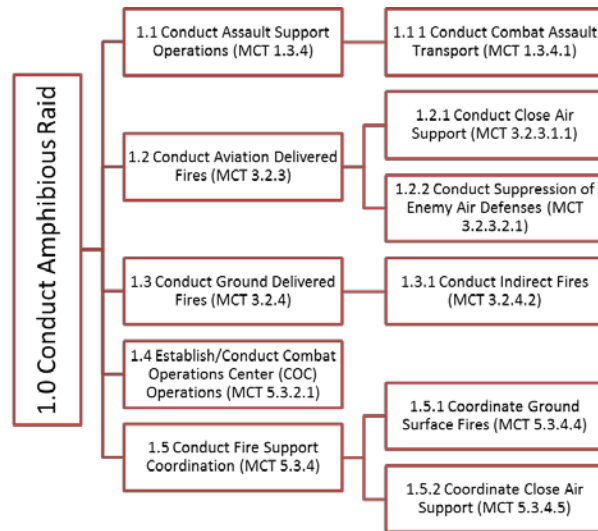 1.0 Conduct Amphibious Raid
1.1 Conduct Assault Support
Operations (MCT 1.3.4)
1.1 1 Conduct Combat Assault
Transport (MCT 1.3.4.1)
1.2 Conduct Aviation Delivered
Fires (MCT 3.2.3)
1.2.1 Conduct Close Air
Support (MCT 3.2.3.1.1)
1.2.2 Conduct Suppression of
Enemy Air Defenses (MCT
3.2.3.2.1)
1.3 Conduct Ground Delivered
Fires (MCT 3.2.4)
1.3.1 Conduct Indirect Fires
(MCT 3.2.4.2)
1.4 Establish/Conduct Combat
Operations Center (COC)
Operations (MCT 5.3.2.1)
1.5 Conduct Fire Support
Coordination (MCT 5.3.4)
1.5.1 Coordinate Ground
Surface Fires (MCT 5.3.4.4)
1.5.2 Coordinate Close Air
Support (MCT 5.3.4.5)